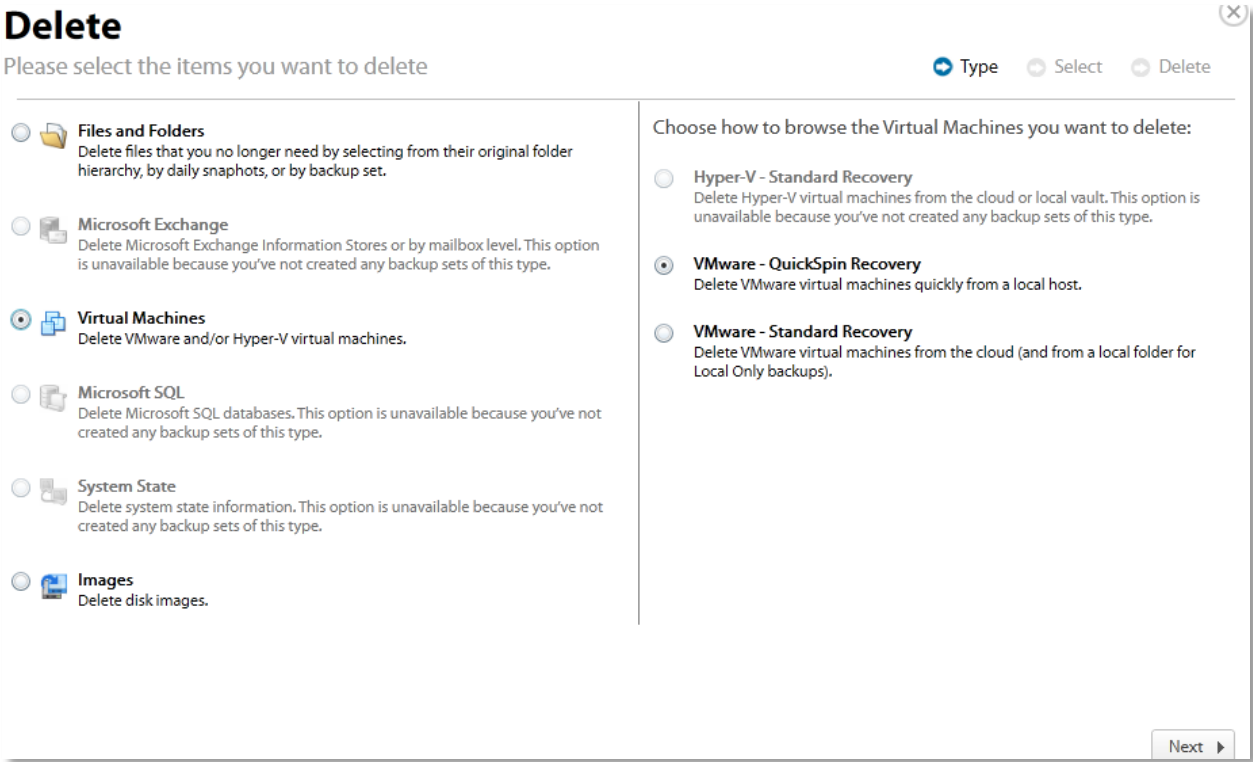 Delete
Please select the items you want to delete
Type
Select
Delete
Files and Folders
Delete files that you no longer need by selecting from their original folder
hierarchy, by daily snaphots, or by backup set.
Microsoft Exchange
Delete Microsoft Exchange Information Stores or by mailbox level. This option
is unavailable because you've not created any backup sets of this type.
Virtual Machines
Delete VMware and/or Hyper-V virtual machines.
Microsoft SQL
Delete Microsoft SQL databases. This option is unavailable because you've not
created any backup sets of this type.
System State
Delete system state information. This option is unavailable because you've not
created any backup sets of this type.
Images
Delete disk images.
Choose how to browse the Virtual Machines you want to delete:
Hyper-V - Standard Recovery
Delete Hyper-V virtual machines from the cloud or local vault. This option is
unavailable because you've not created any backup sets of this type.
VMware - QuickSpin Recovery
Delete VMware virtual machines quickly from a local host.
VMware - Standard Recovery
Delete VMware virtual machines from the cloud (and from a local folder for
Local Only backups).
Next